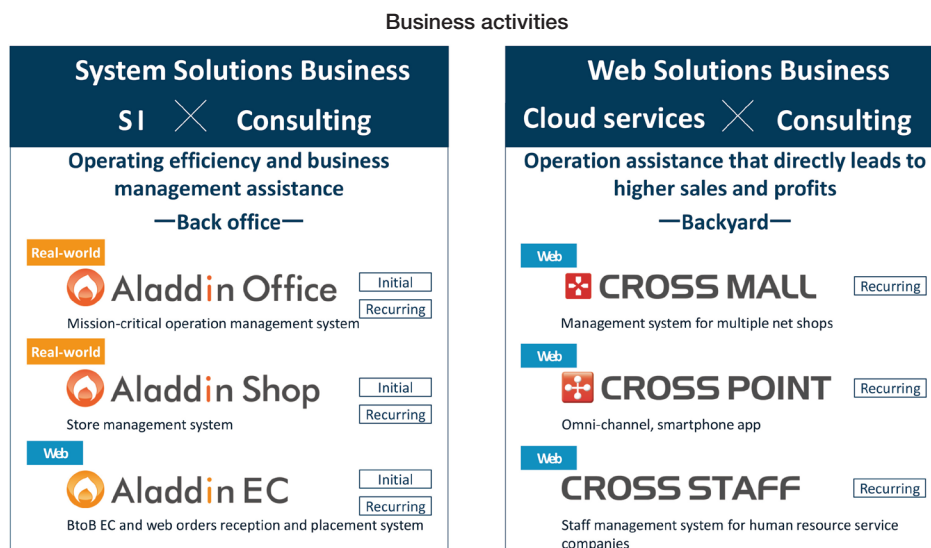 Business activities
System Solutions Business
SI × Consulting
Operating efficiency and business
management assistance
—Back office—
Real-world
Aladdin Office
Initial
Recurring
Mission-critical operation management system
Real-world
Aladdin Shop
Initial
Recurring
Store management system
Web
Aladdin EC
Initial
Recurring
BtoB EC and web orders reception and placement system
Web Solutions Business
Cloud services × Consulting
Operation assistance that directly leads to
higher sales and profits
—Backyard—
Web
CROSS MALL
Recurring
Management system for multiple net shops
Web
CROSS POINT
Recurring
Omni-channel, smartphone app
Web
CROSS STAFF
Recurring
Staff management system for human resource service
companies